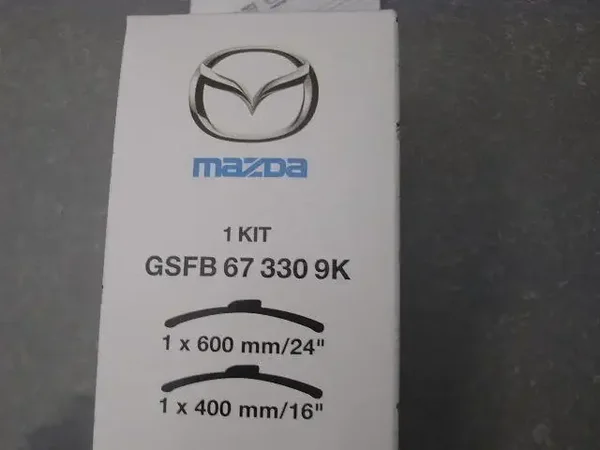 mazda
1 KIT
GSFB 67 330 9K
1 x 600 mm/24"
1 x 400 mm/16"